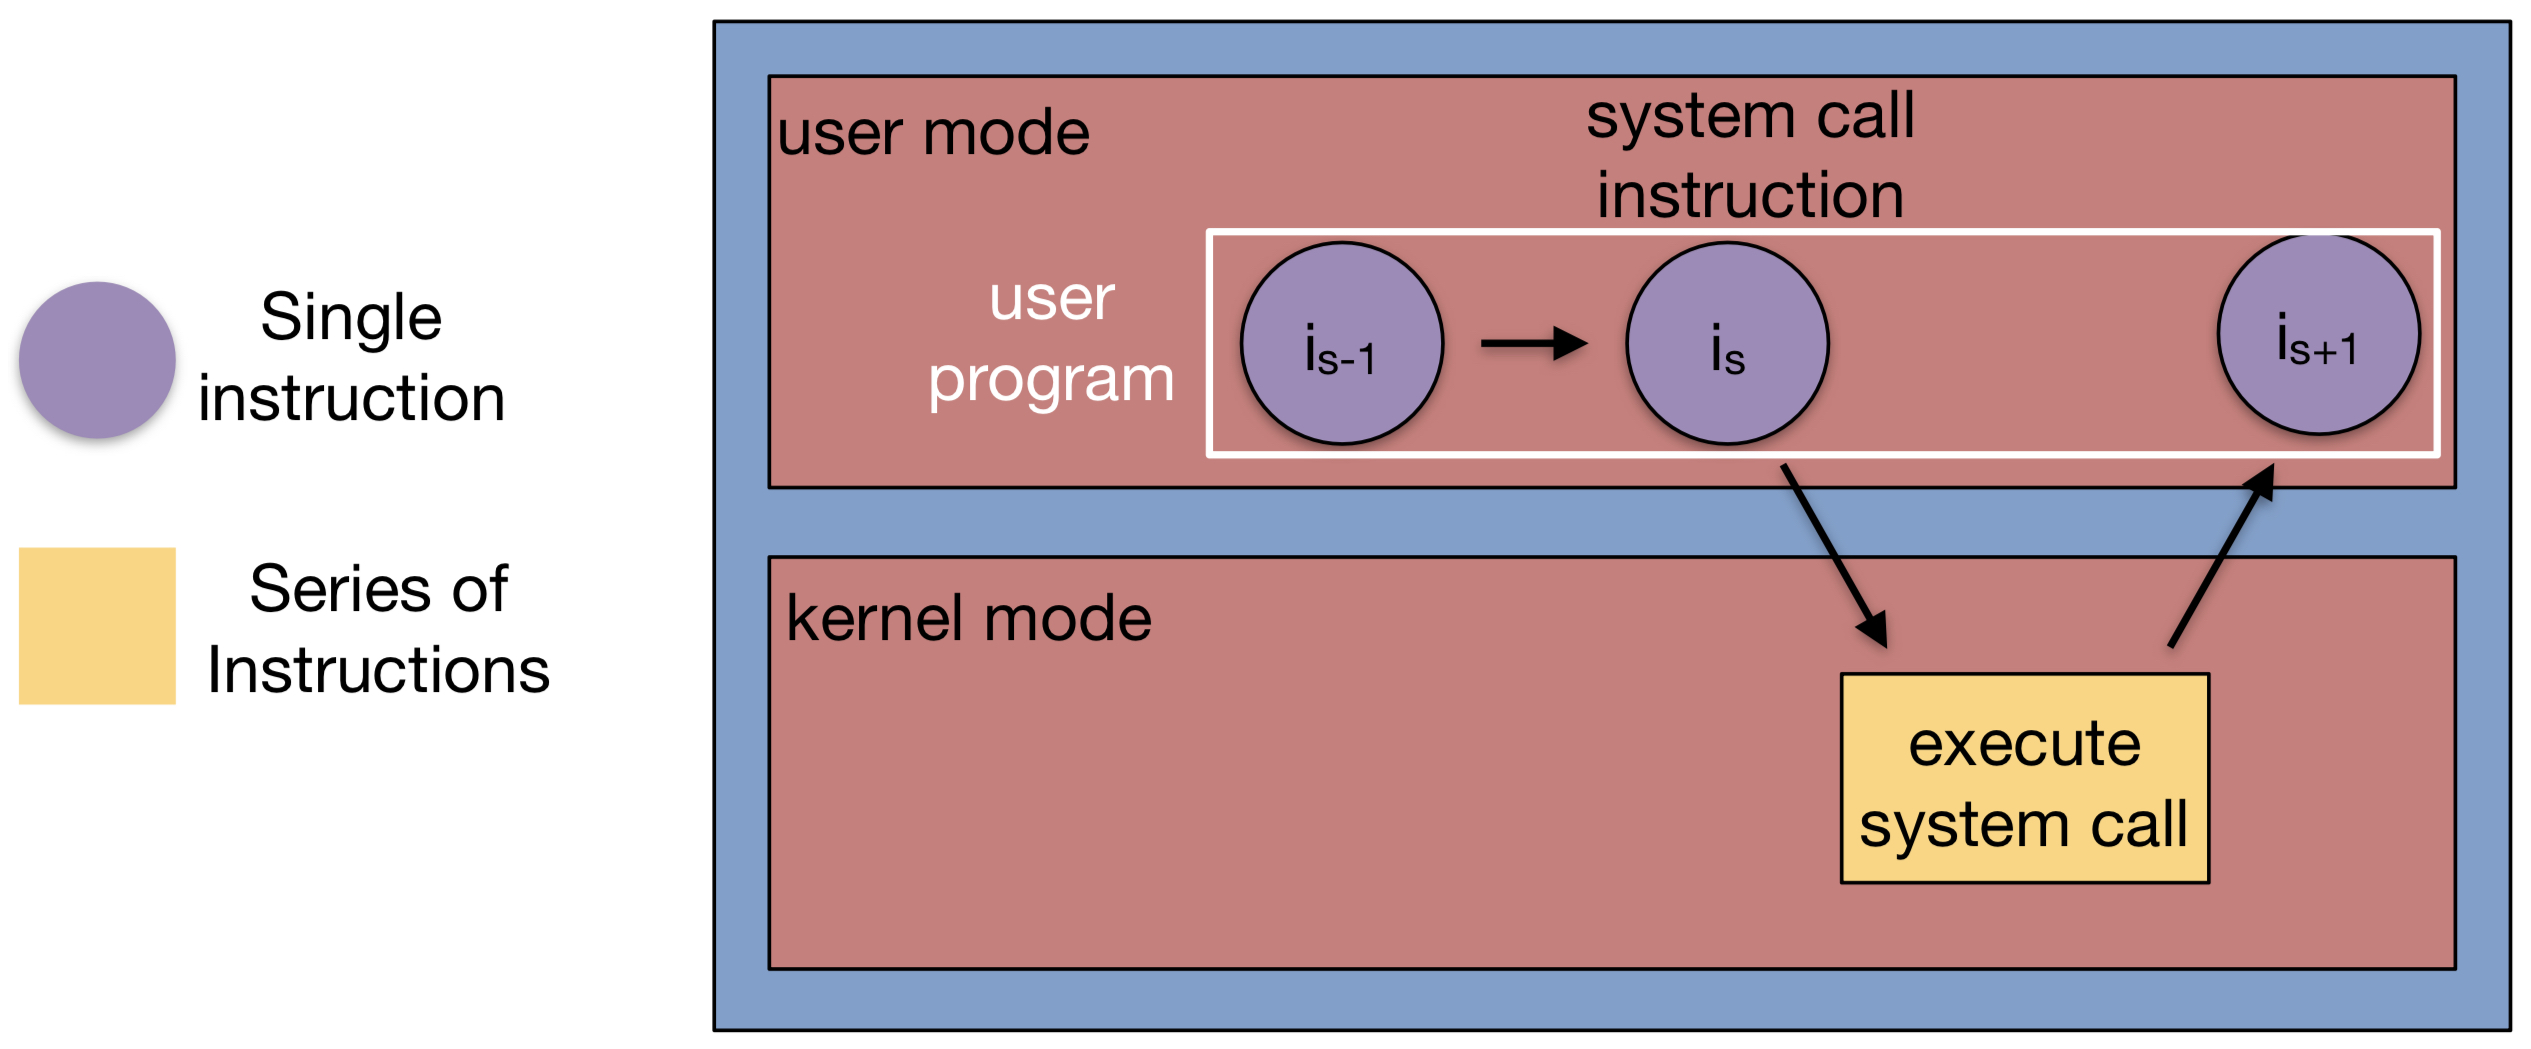 Single
instruction
Series of
Instructions
user mode
system call
instruction
user
program
i_{s-1}
i_s
i_{s+1}
kernel mode
execute
system call